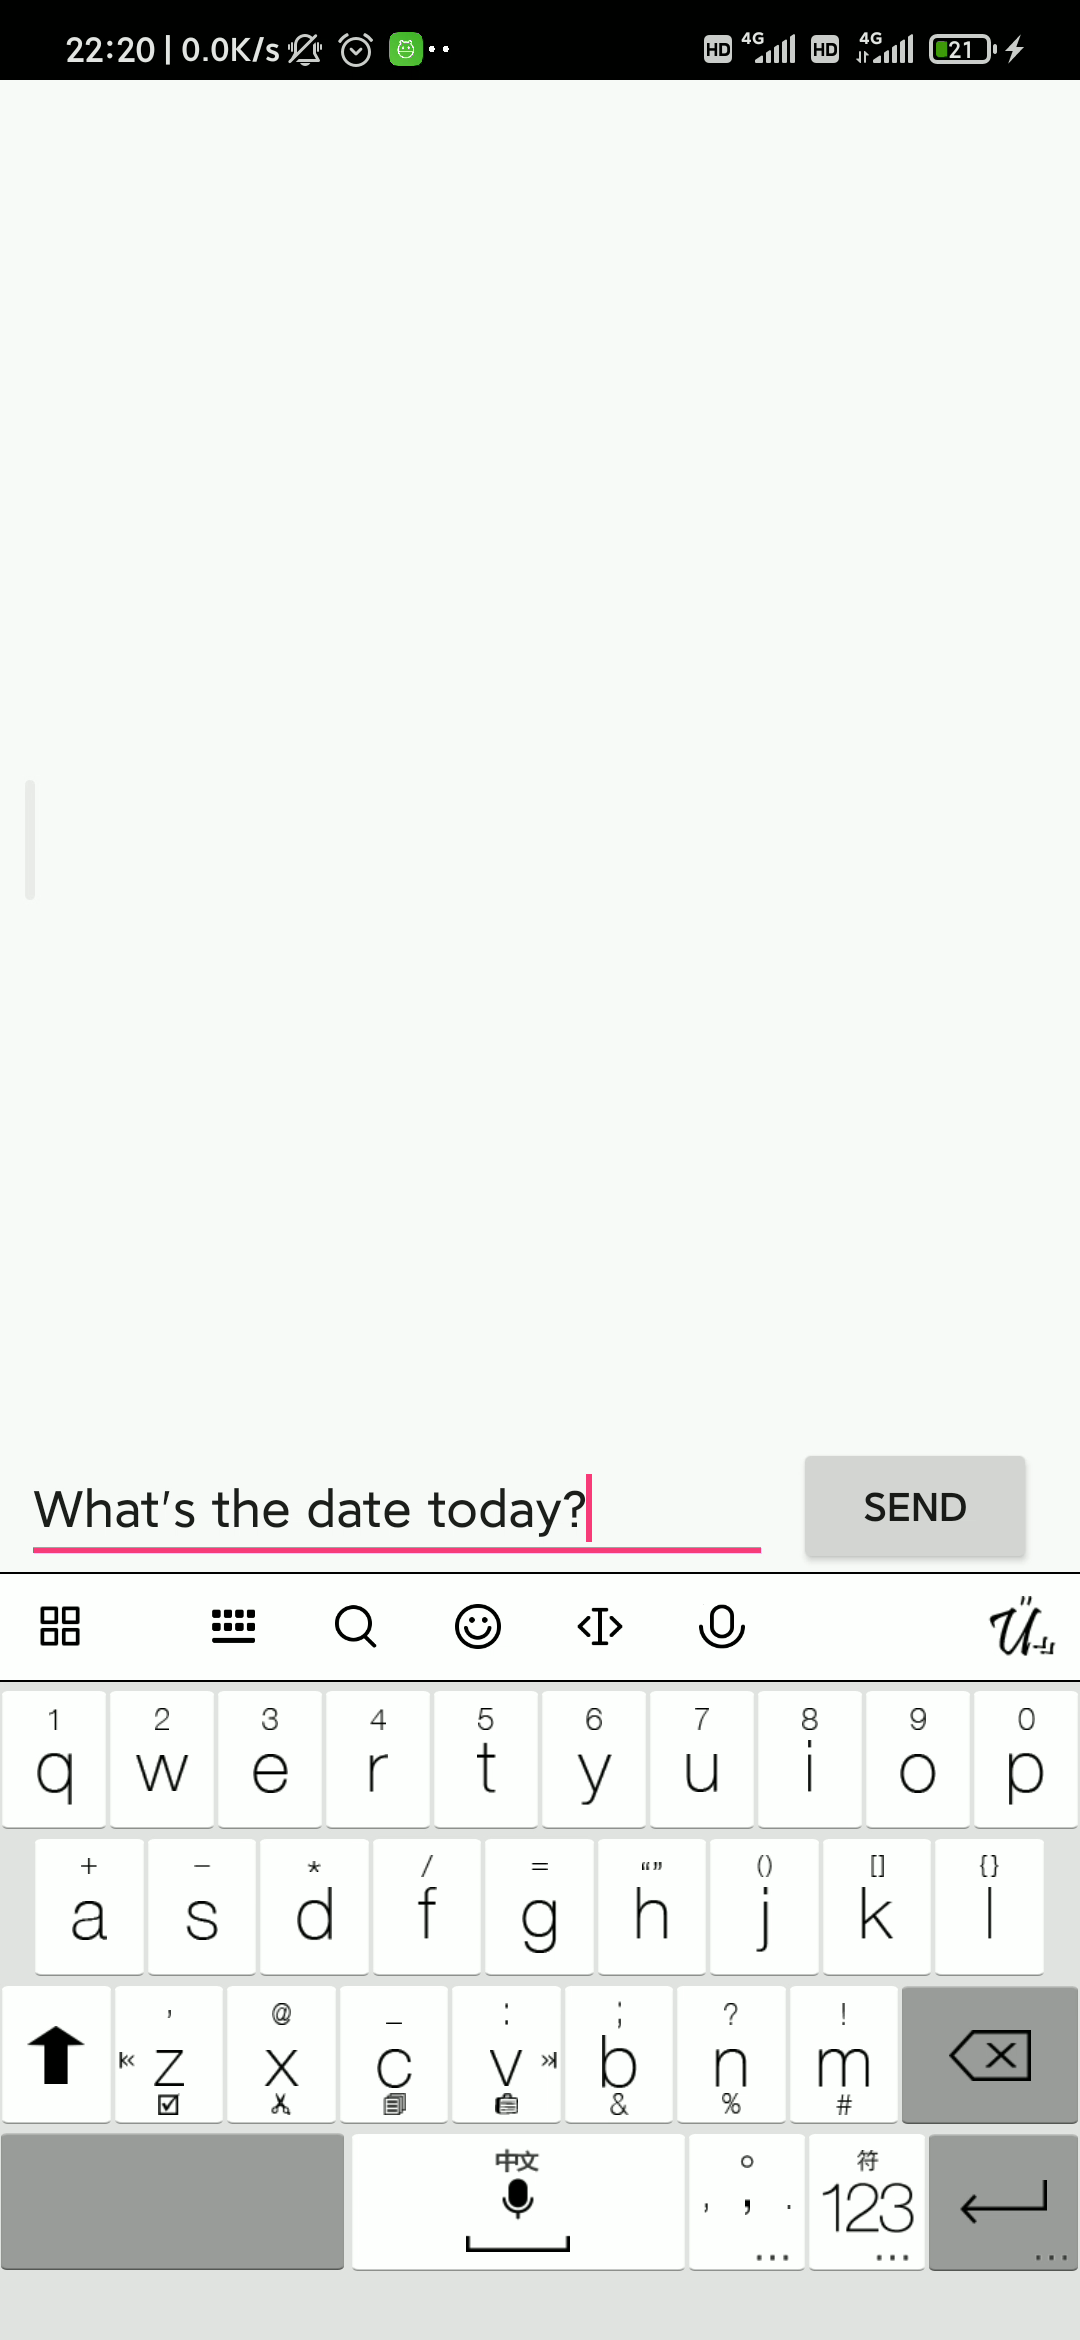 22:20 | 0.0K/s HD 4G HD 4G 21
What's the date today?
SEND
Ü
1 2 3 4 5 6 7 8 9 0
q w e r t y u i o p
+ − * / = “” () [] {}
a s d f g h j k l
' @ _ : ; ? !
z x c v b n m
& % #
中文 符
, ° , . 123
... ... ...